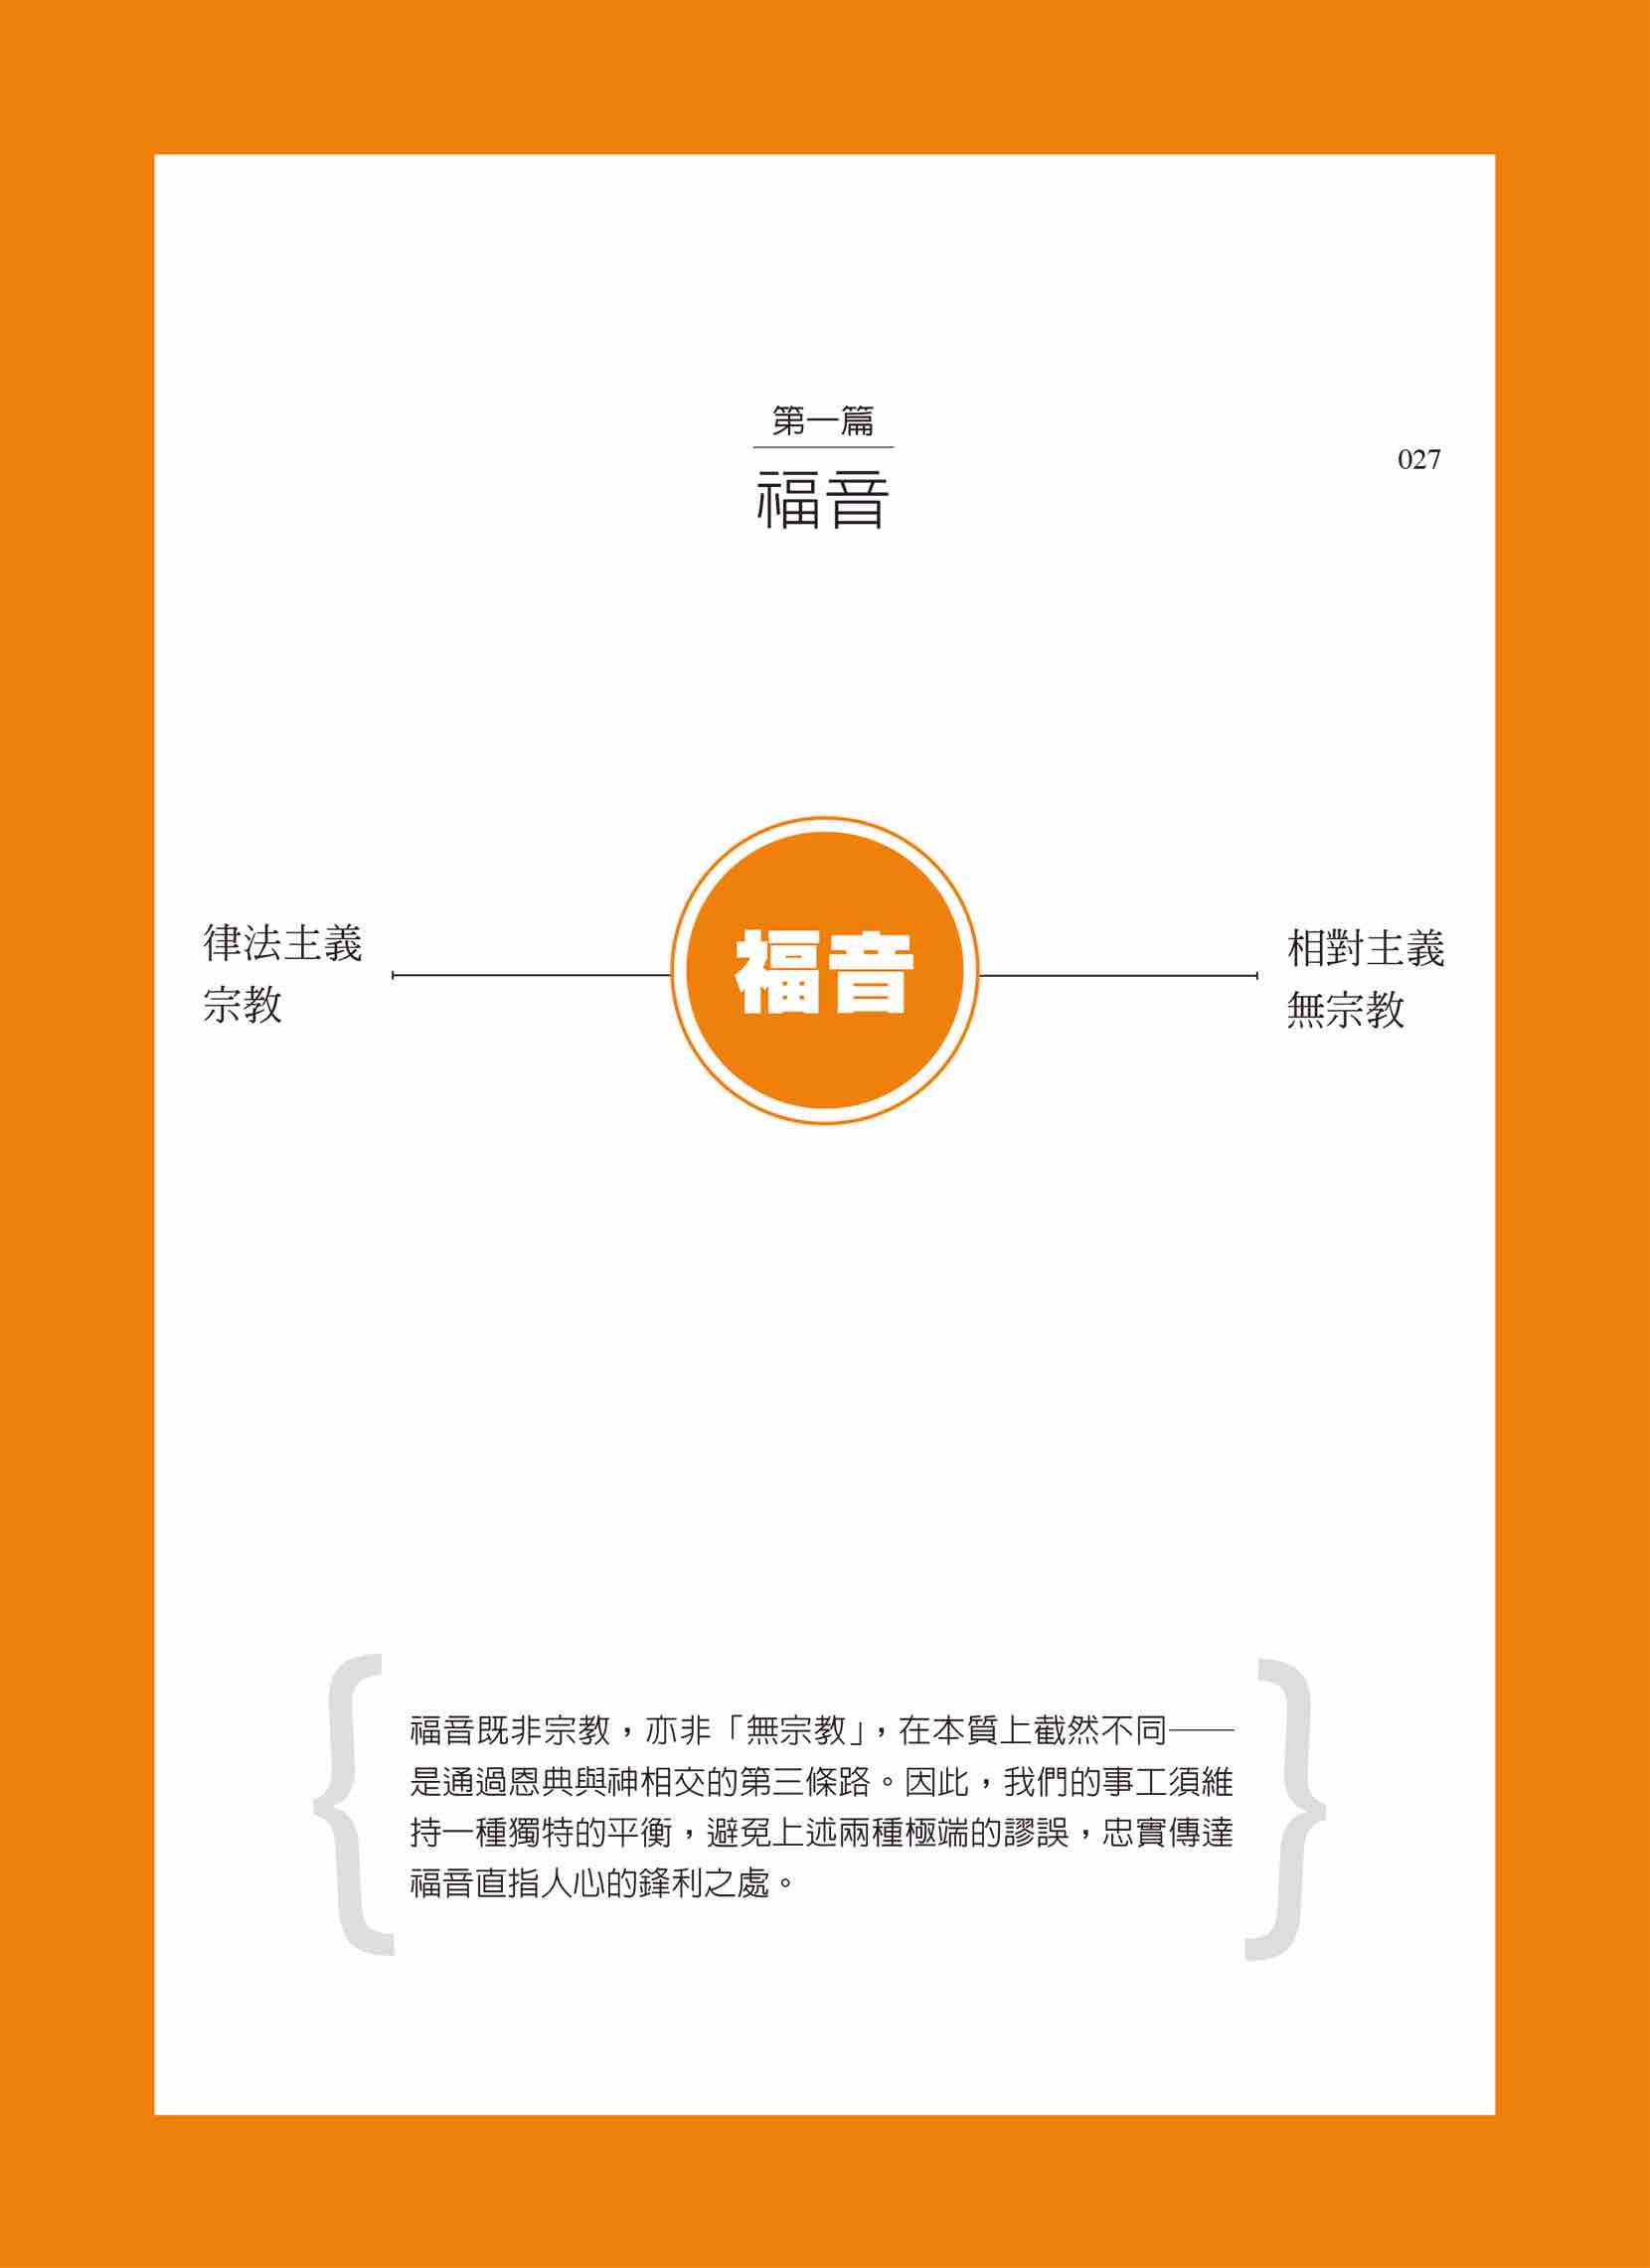 第一篇
福音
027
律法主義
宗教
福音
相對主義
無宗教
福音既非宗教，亦非「無宗教」，在本質上截然不同——
是通過恩典與神相交的第三條路。因此，我們的事工須維
持一種獨特的平衡，避免上述兩種極端的謬誤，忠實傳達
福音直指人心的鋒利之處。